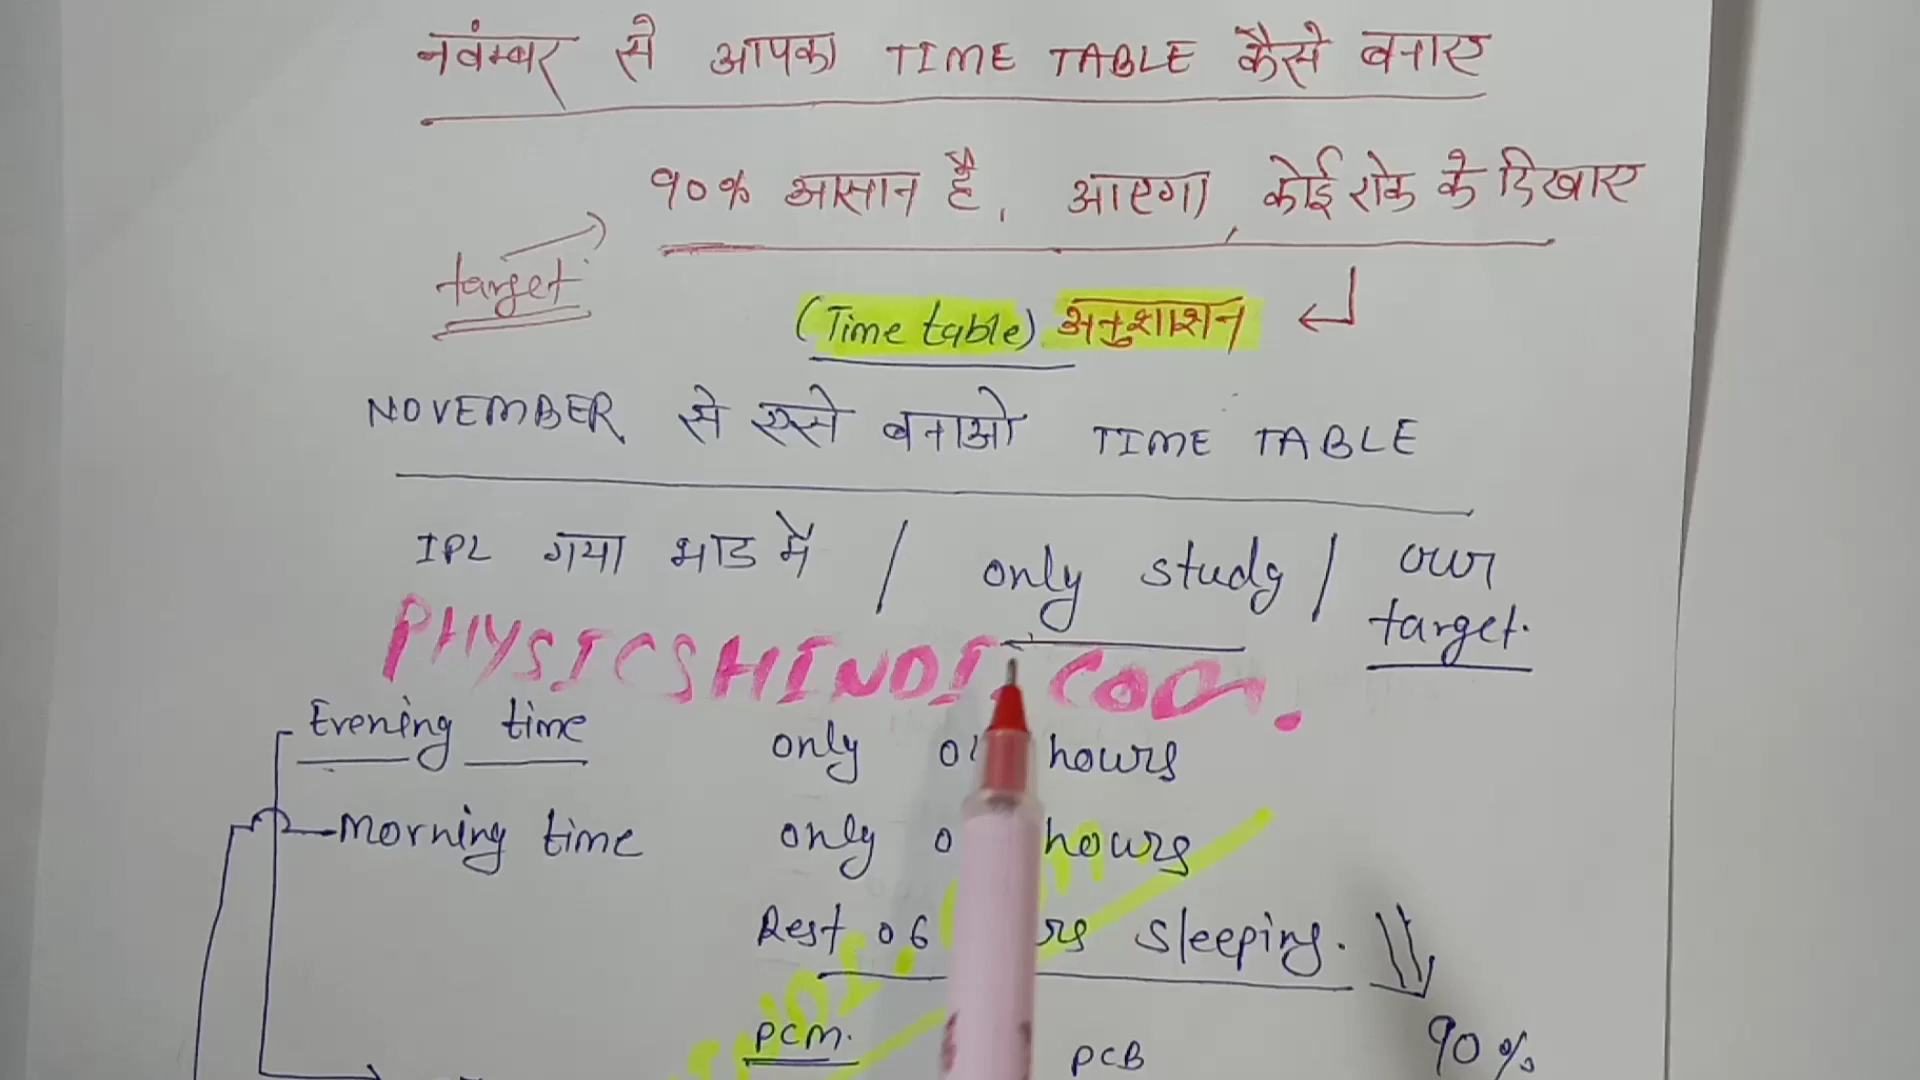 नवंम्बर से आपका TIME TABLE कैसे बनाए
90% आसान है, आएगा, कोई रोक के दिखाए
target
(Time table) अनुशाशन
NOVEMBER से एसे बनाओ TIME TABLE
IPL गया भाड में / only study / our target.
PHYSICSHINDI.COM.
Evening time only hours
Morning time only hours
Rest 06 sleeping.
PCM. PCB 90%